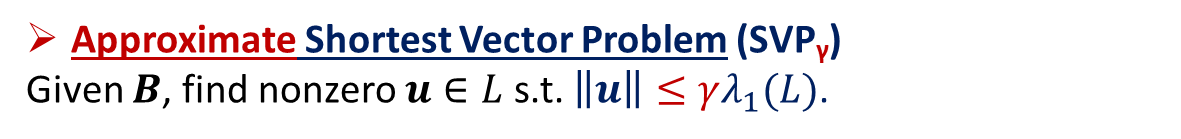 ➢ Approximate Shortest Vector Problem (SVPγ)
Given 𝑩, find nonzero 𝒖 ∈ 𝐿 s.t. ‖𝒖‖ ≤ 𝛾𝜆₁(𝐿).